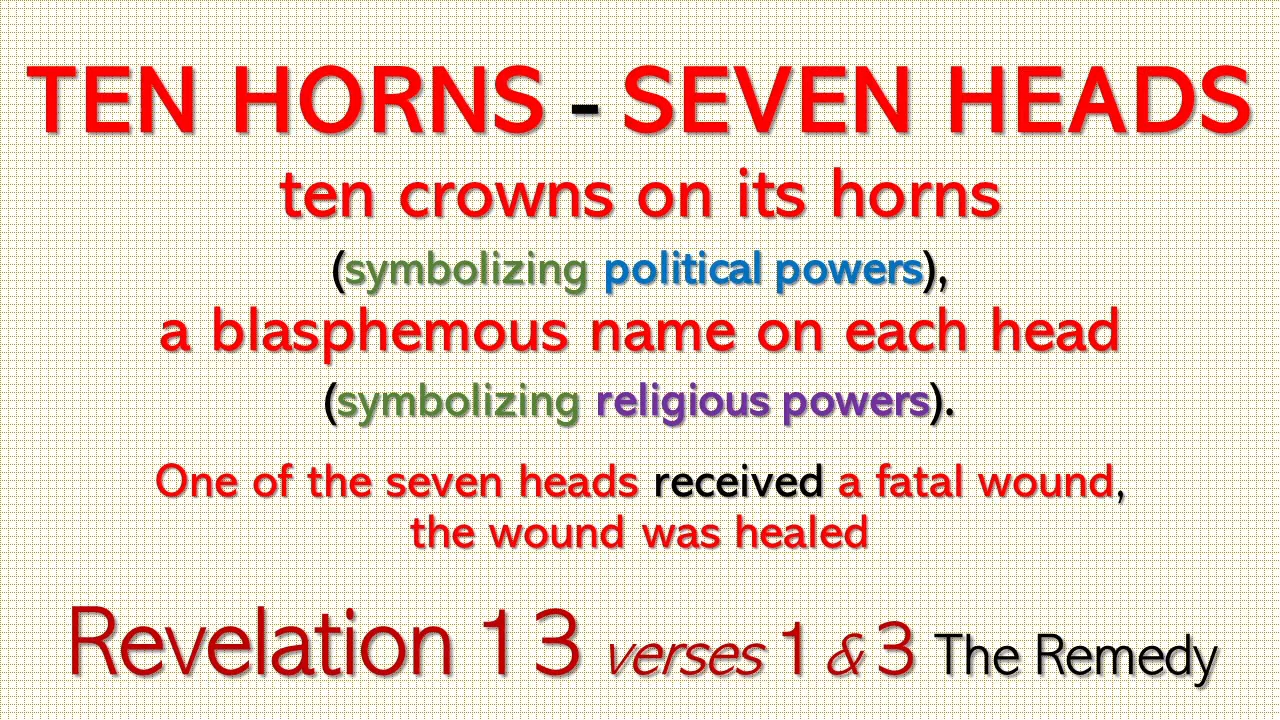 TEN HORNS - SEVEN HEADS
ten crowns on its horns
(symbolizing political powers),
a blasphemous name on each head
(symbolizing religious powers).
One of the seven heads received a fatal wound,
the wound was healed
Revelation 13 verses 1 & 3 The Remedy